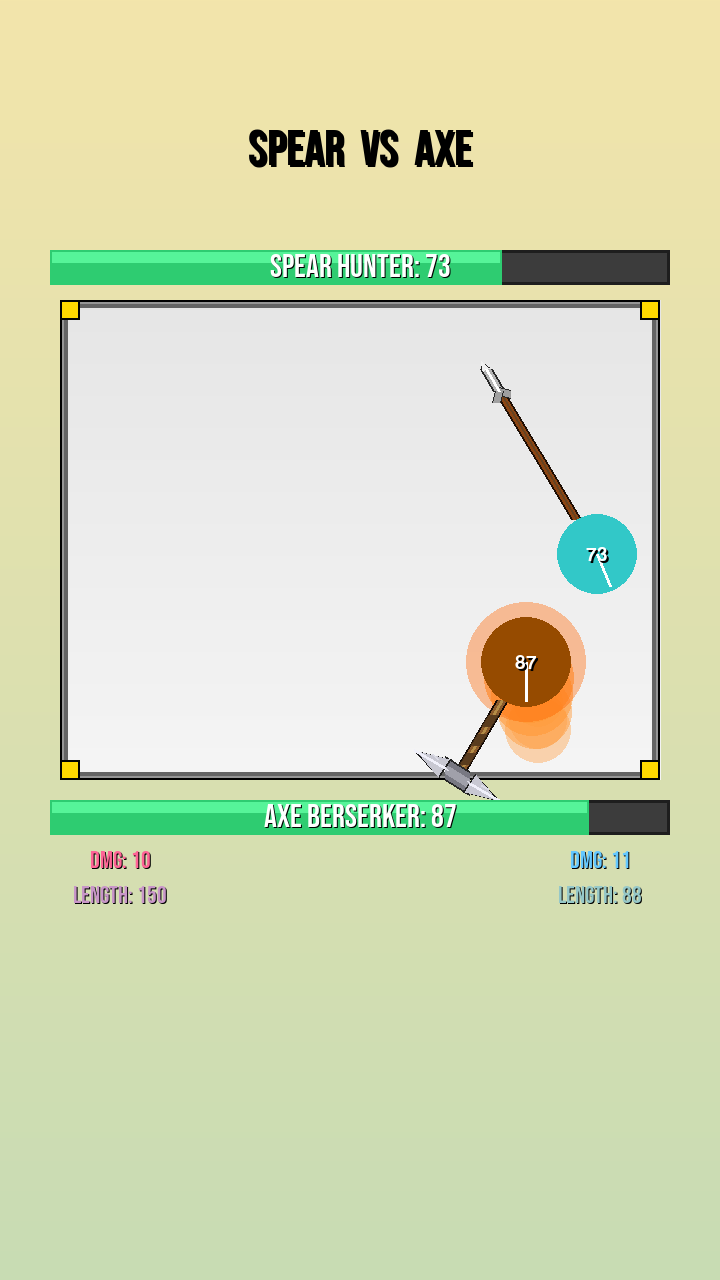 SPEAR VS AXE
SPEAR HUNTER: 73
73
87
AXE BERSERKER: 87
DMG: 10
DMG: 11
LENGTH: 150
LENGTH: 88